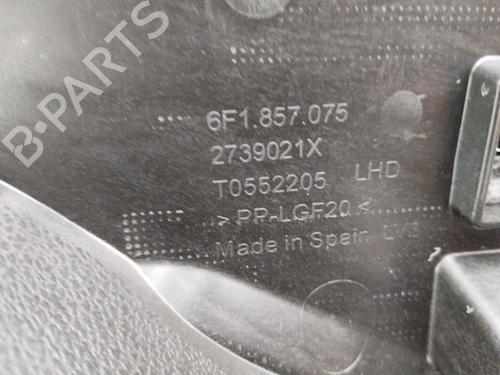 B-PARTS
6F1.857.075
2739021X
T0552205 LHD
> PP-LGF20 <
Made in Spain